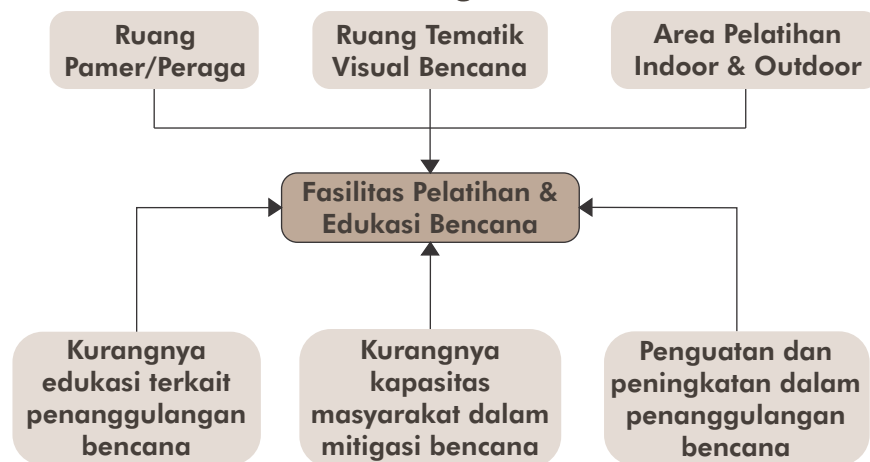 Ruang
Pamer/Peraga
Ruang Tematik
Visual Bencana
Area Pelatihan
Indoor & Outdoor
Fasilitas Pelatihan &
Edukasi Bencana
Kurangnya
edukasi terkait
penanggulangan
bencana
Kurangnya
kapasitas
masyarakat dalam
mitigasi bencana
Penguatan dan
peningkatan dalam
penanggulangan
bencana